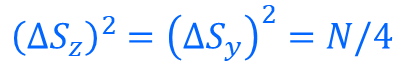 (ΔS_z)² = (ΔS_y)² = N/4